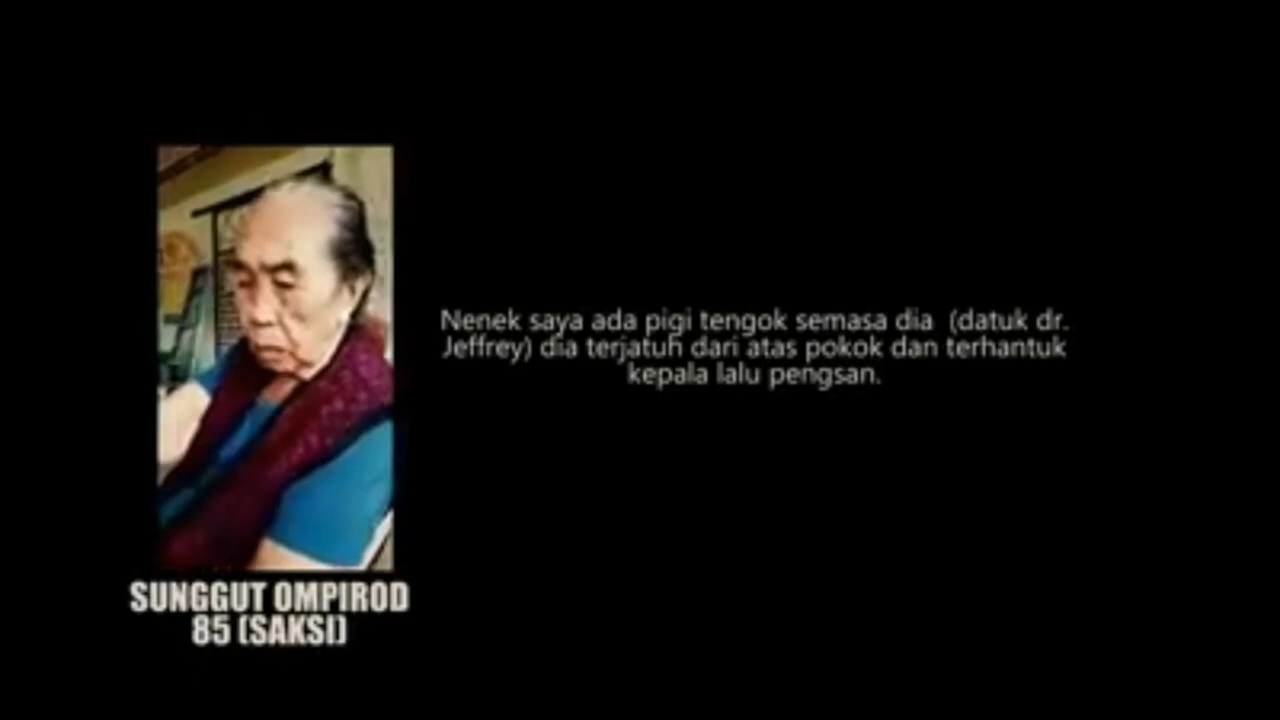 Nenek saya ada pigi tengok semasa dia (datuk dr.
Jeffrey) dia terjatuh dari atas pokok dan terhantuk
kepala lalu pengsan.
SUNGGUT OMPIROD
85 (SAKSI)